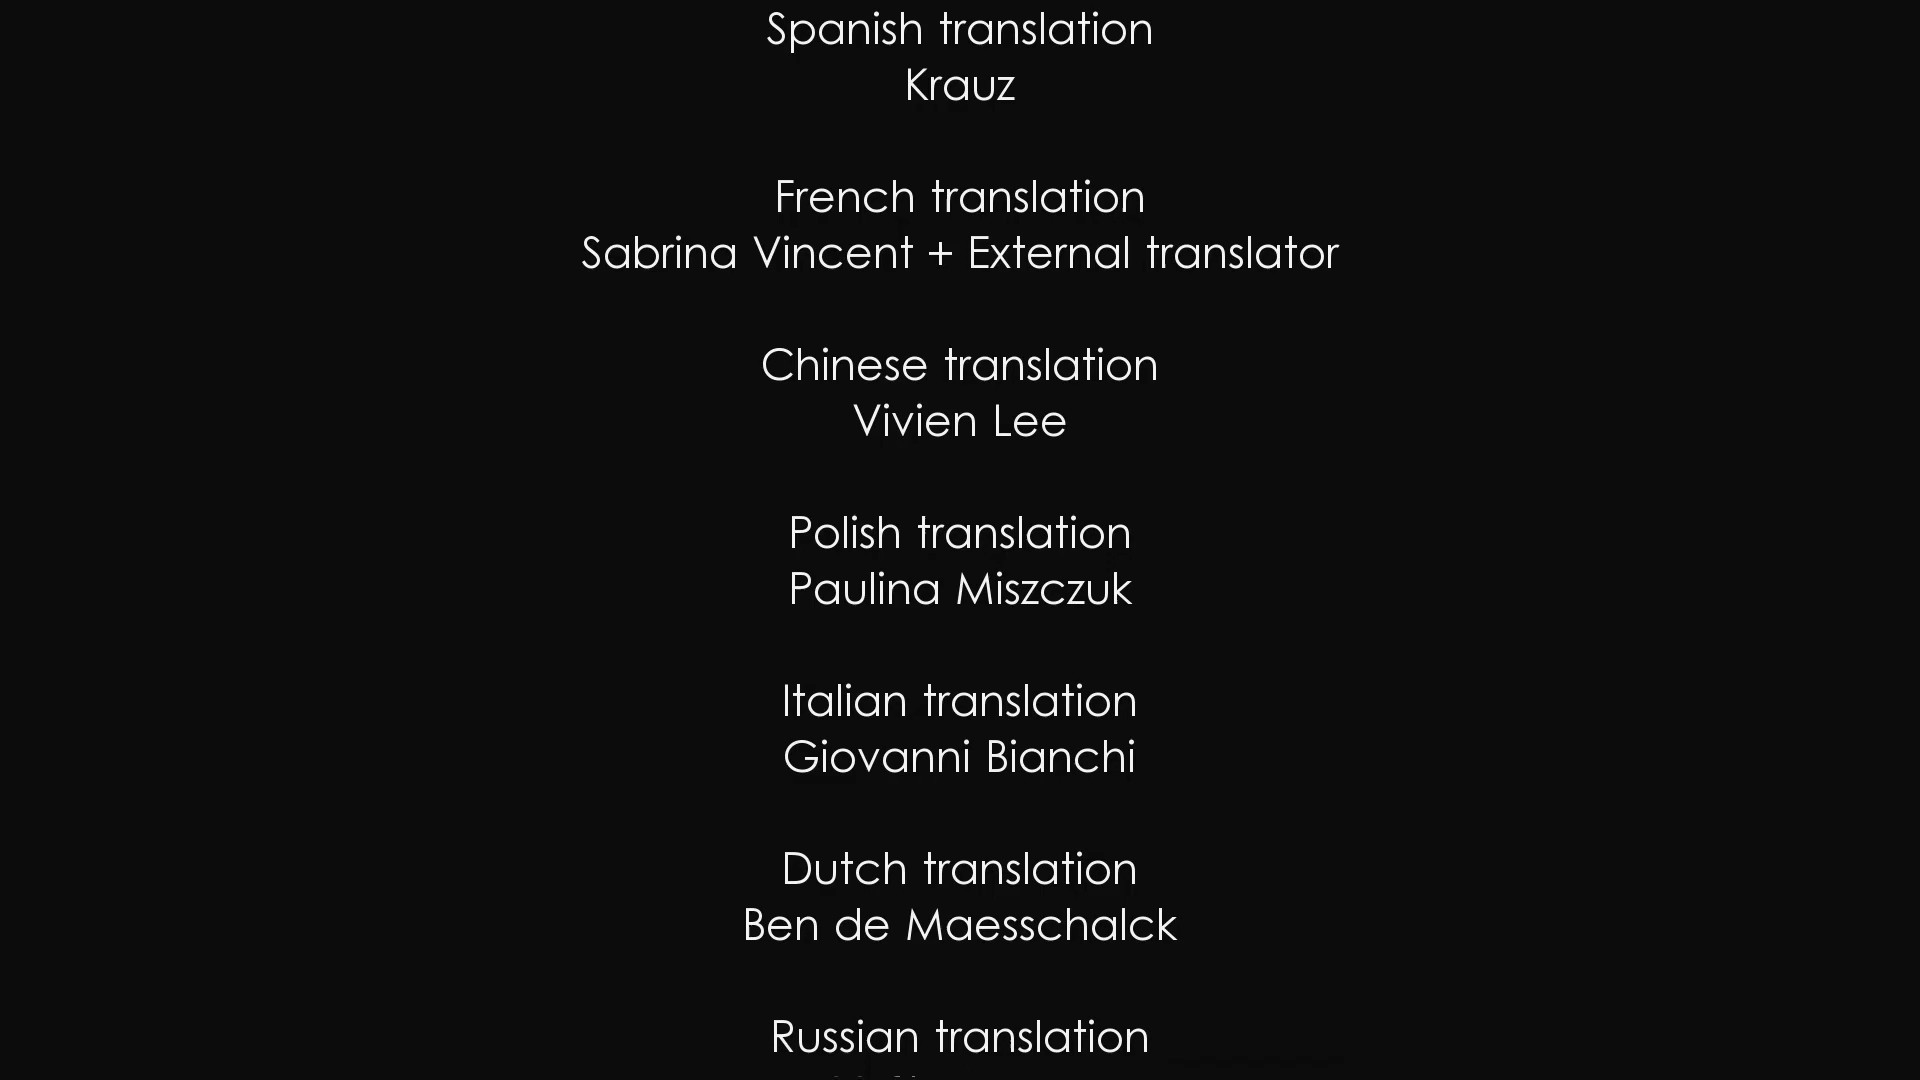 Spanish translation
Krauz
French translation
Sabrina Vincent + External translator
Chinese translation
Vivien Lee
Polish translation
Paulina Miszczuk
Italian translation
Giovanni Bianchi
Dutch translation
Ben de Maesschalck
Russian translation